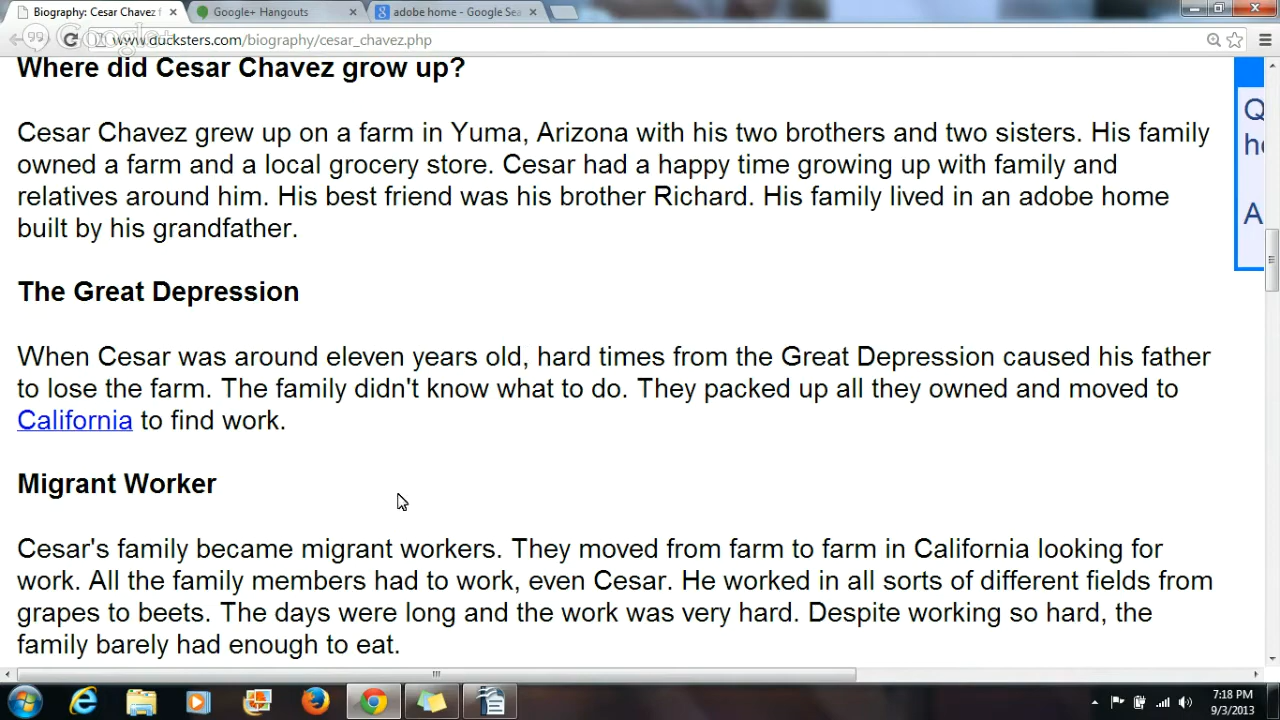 Biography: Cesar Chavez f
Google+ Hangouts
adobe home - Google Sea
www.ducksters.com/biography/cesar_chavez.php
Google+
Where did Cesar Chavez grow up?
Cesar Chavez grew up on a farm in Yuma, Arizona with his two brothers and two sisters. His family
owned a farm and a local grocery store. Cesar had a happy time growing up with family and
relatives around him. His best friend was his brother Richard. His family lived in an adobe home
built by his grandfather.
Q
ho
A
The Great Depression
When Cesar was around eleven years old, hard times from the Great Depression caused his father
to lose the farm. The family didn't know what to do. They packed up all they owned and moved to
California to find work.
Migrant Worker
Cesar's family became migrant workers. They moved from farm to farm in California looking for
work. All the family members had to work, even Cesar. He worked in all sorts of different fields from
grapes to beets. The days were long and the work was very hard. Despite working so hard, the
family barely had enough to eat.
7:18 PM
9/3/2013